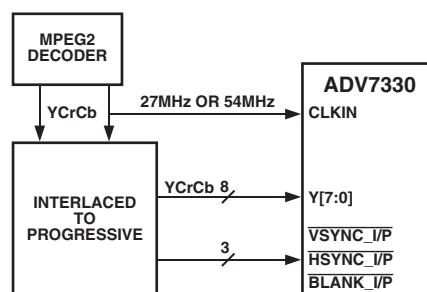 MPEG2
DECODER
YCrCb
27MHz OR 54MHz
ADV7330
CLKIN
INTERLACED
TO
PROGRESSIVE
YCrCb 8
Y[7:0]
3
VSYNC_I/P
HSYNC_I/P
BLANK_I/P